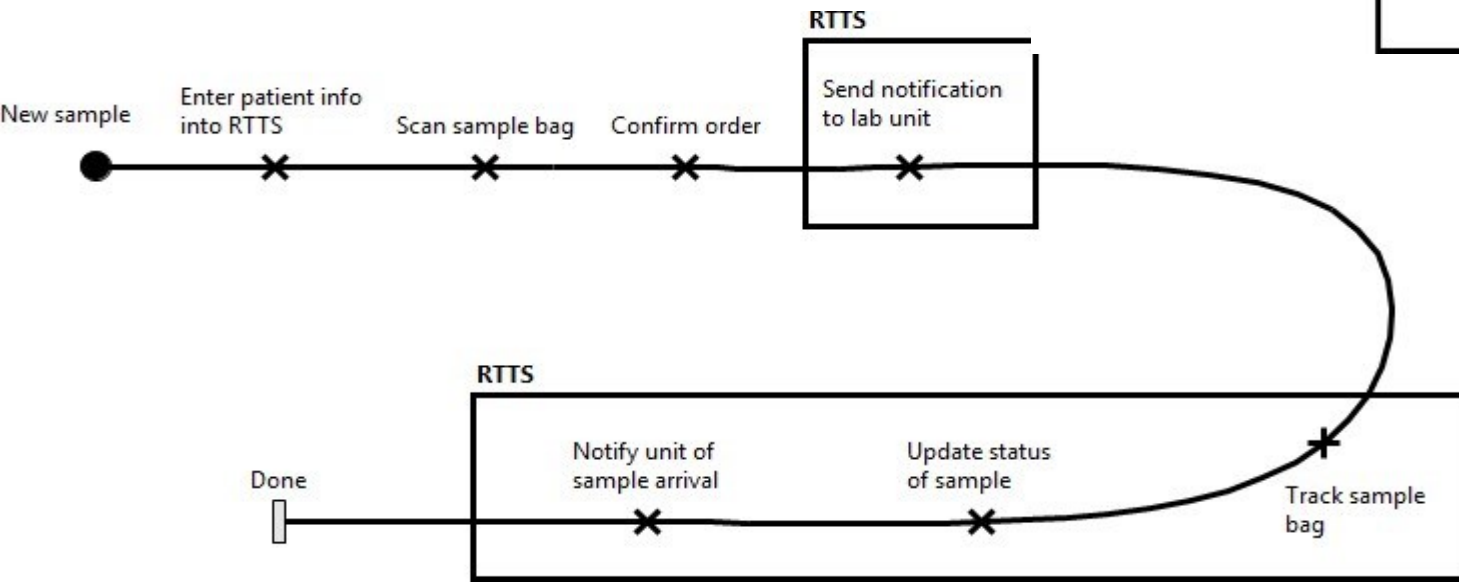 RTTS
Send notification
to lab unit
New sample
Enter patient info
into RTTS
Scan sample bag
Confirm order
RTTS
Notify unit of
sample arrival
Update status
of sample
Done
Track sample
bag